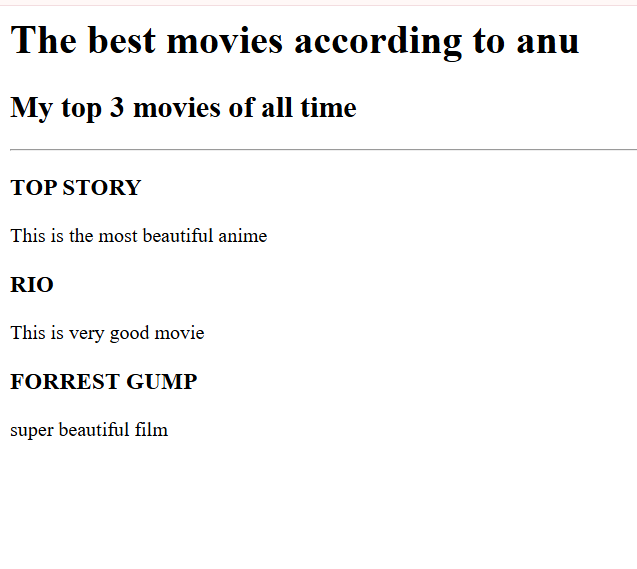 The best movies according to anu
My top 3 movies of all time
TOP STORY
This is the most beautiful anime
RIO
This is very good movie
FORREST GUMP
super beautiful film